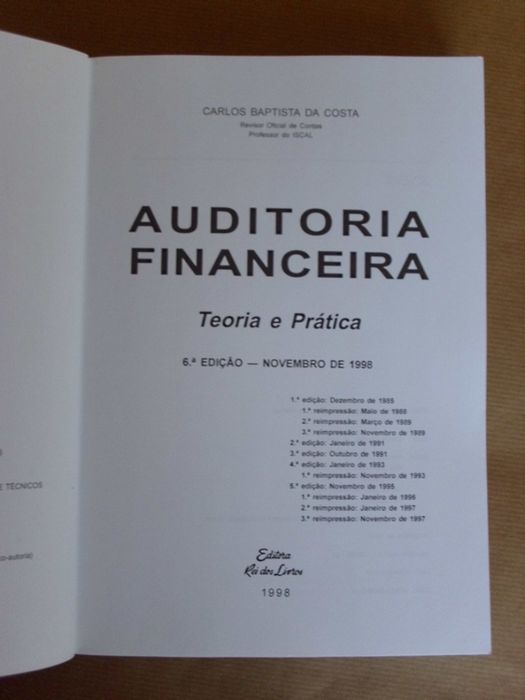 CARLOS BAPTISTA DA COSTA
Revisor Oficial de Contas
Professor do ISCAL
AUDITORIA
FINANCEIRA
Teoria e Prática
6.ª EDIÇÃO — NOVEMBRO DE 1998
1.ª edição: Dezembro de 1985
1.ª reimpressão: Maio de 1988
2.ª reimpressão: Março de 1989
3.ª reimpressão: Novembro de 1989
2.ª edição: Janeiro de 1991
3.ª edição: Outubro de 1991
4.ª edição: Janeiro de 1993
1.ª reimpressão: Novembro de 1993
5.ª edição: Novembro de 1995
1.ª reimpressão: Janeiro de 1996
2.ª reimpressão: Janeiro de 1997
3.ª reimpressão: Novembro de 1997
Editora
Rei dos Livros
1998
E TÉCNICOS
o-autoria)